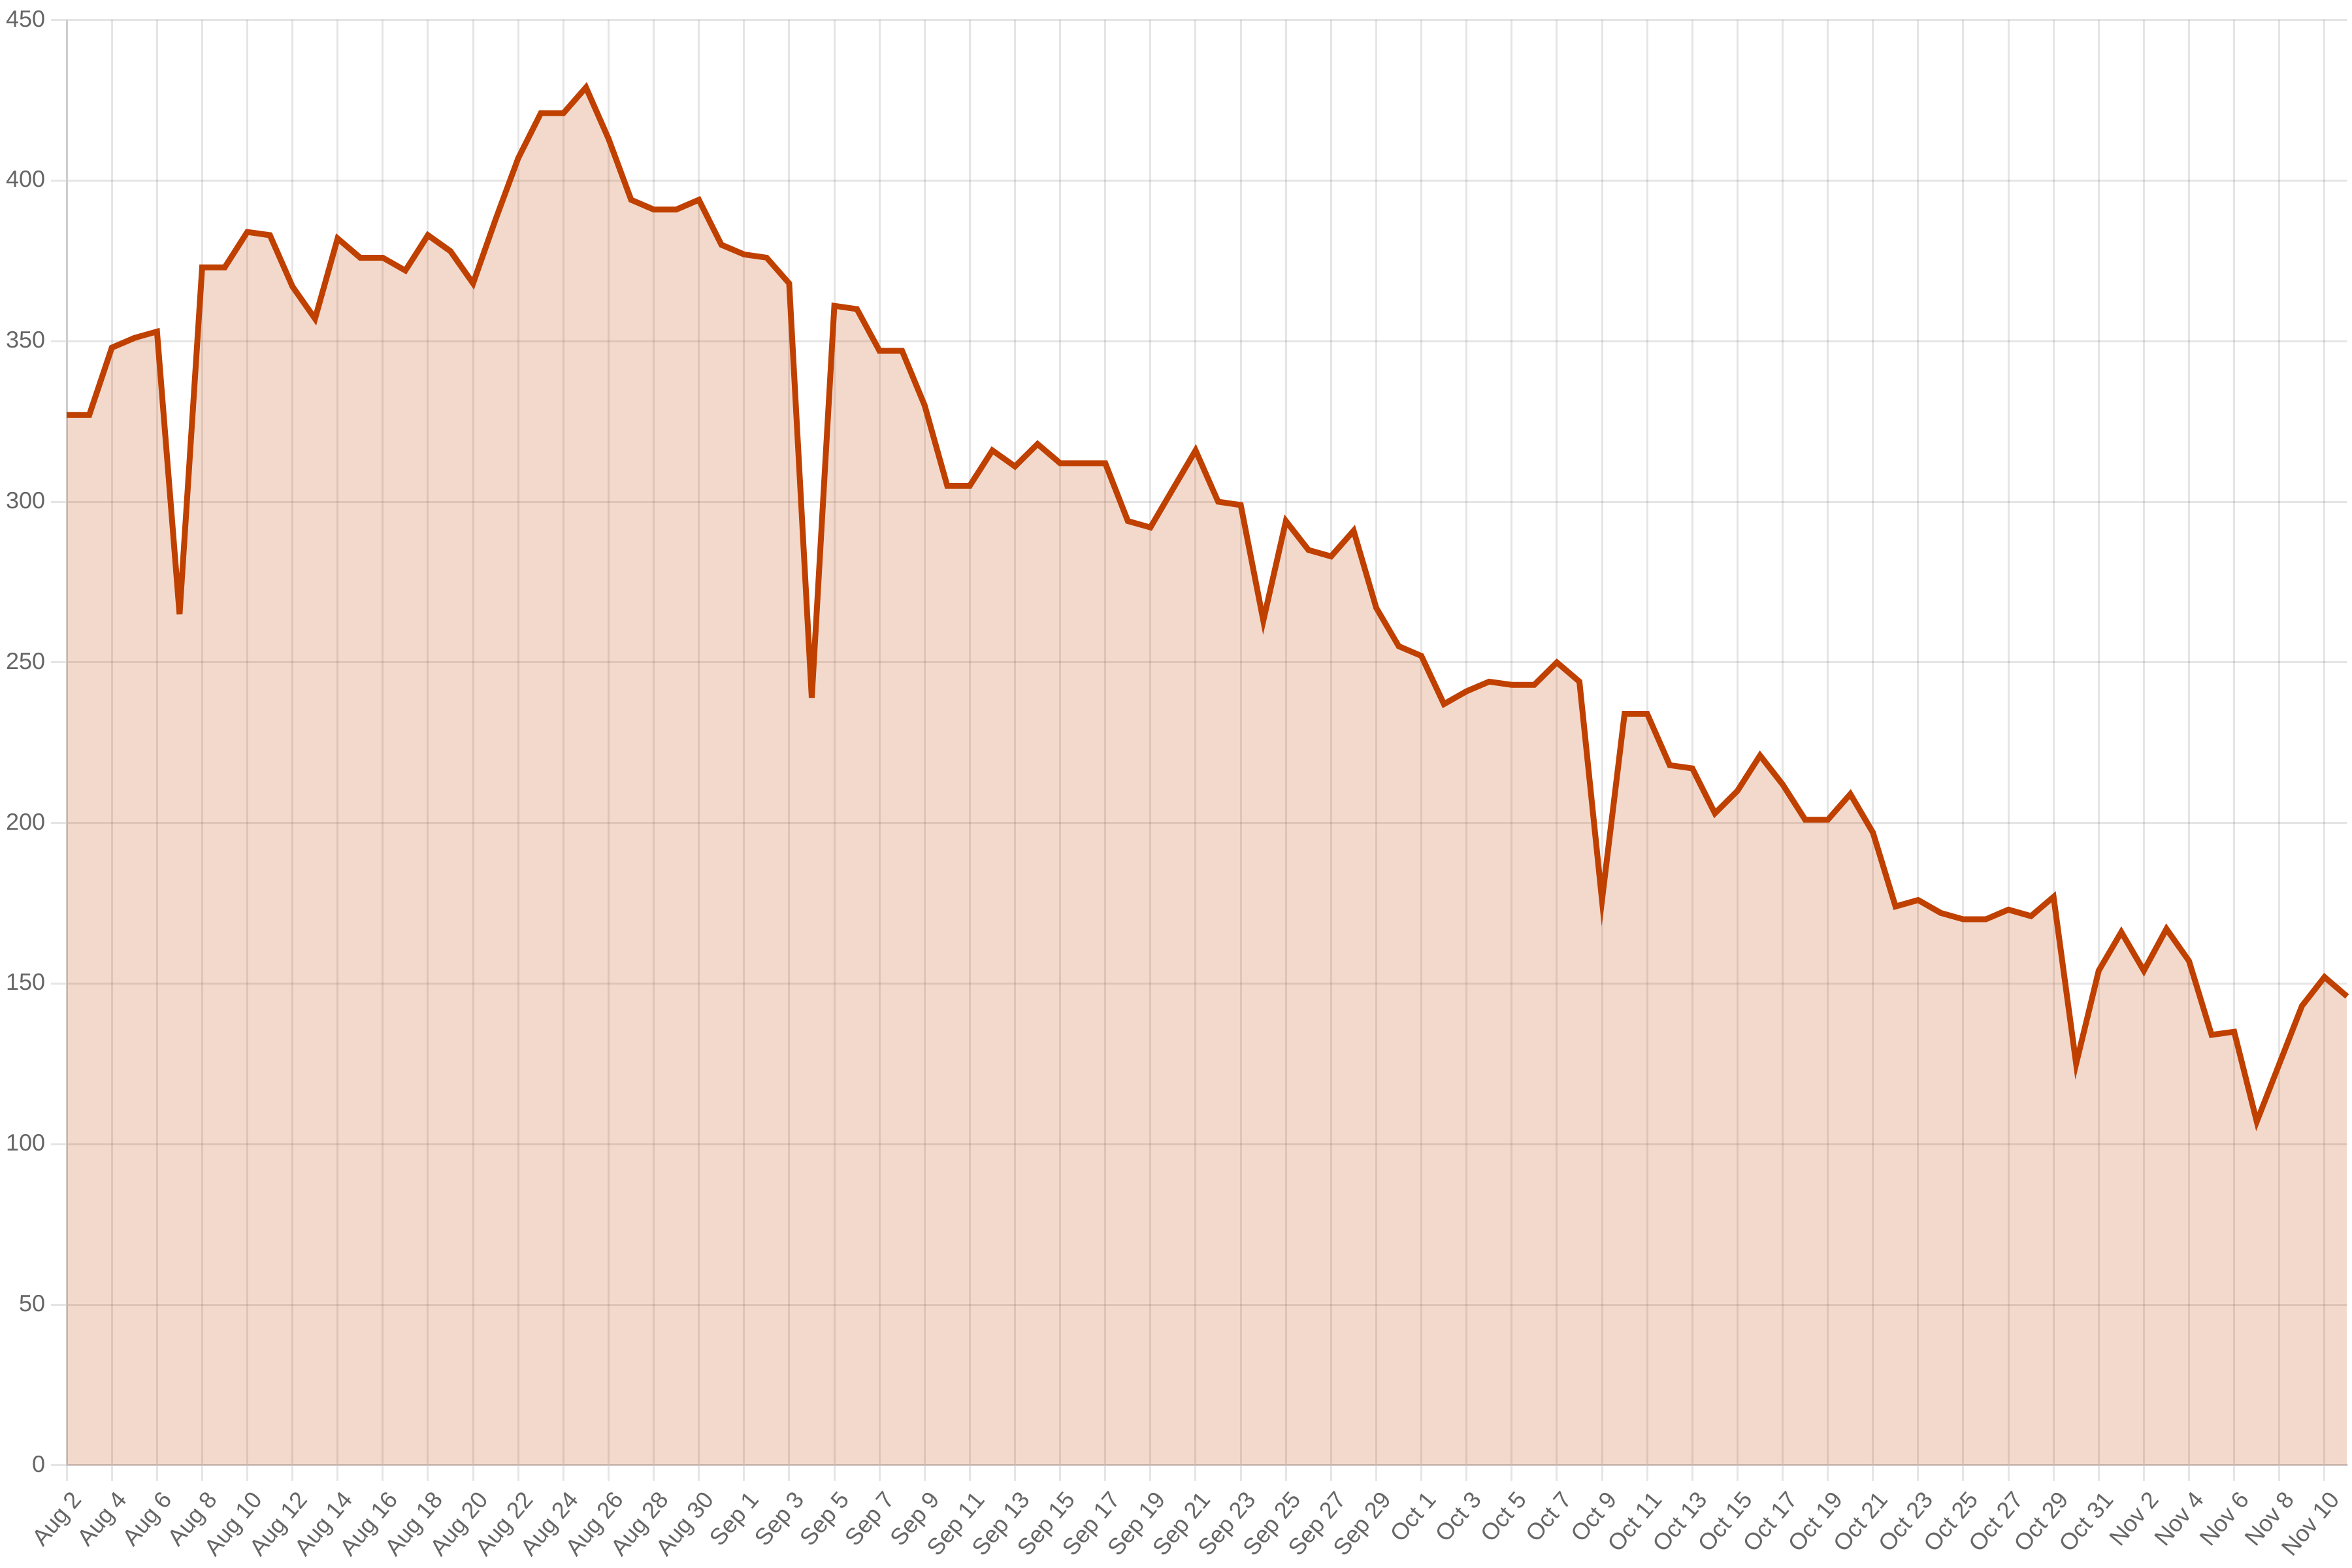 450
400
350
300
250
200
150
100
50
0
Aug 2
Aug 4
Aug 6
Aug 8
Aug 10
Aug 12
Aug 14
Aug 16
Aug 18
Aug 20
Aug 22
Aug 24
Aug 26
Aug 28
Aug 30
Sep 1
Sep 3
Sep 5
Sep 7
Sep 9
Sep 11
Sep 13
Sep 15
Sep 17
Sep 19
Sep 21
Sep 23
Sep 25
Sep 27
Sep 29
Oct 1
Oct 3
Oct 5
Oct 7
Oct 9
Oct 11
Oct 13
Oct 15
Oct 17
Oct 19
Oct 21
Oct 23
Oct 25
Oct 27
Oct 29
Oct 31
Nov 2
Nov 4
Nov 6
Nov 8
Nov 10